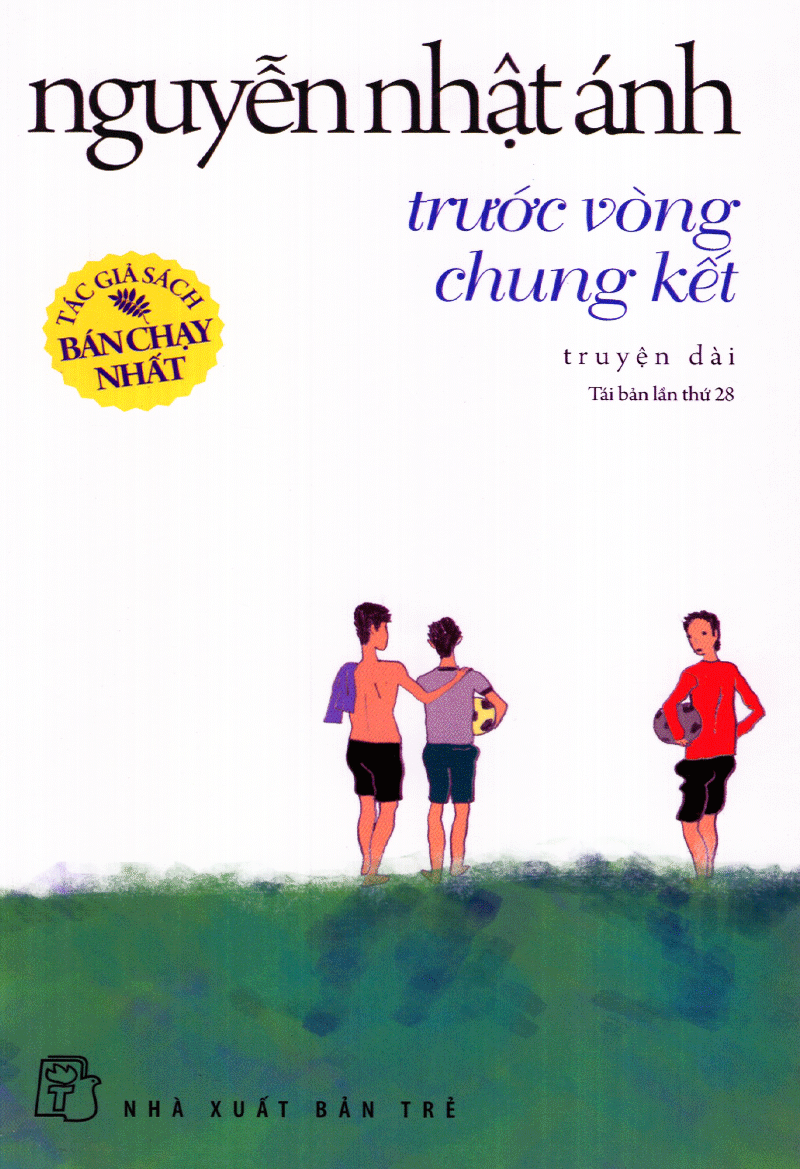 nguyễn nhật ánh
trước vòng
chung kết
TÁC GIẢ SÁCH
BÁN CHẠY
NHẤT
truyện dài
Tái bản lần thứ 28
T
NHÀ XUẤT BẢN TRẺ